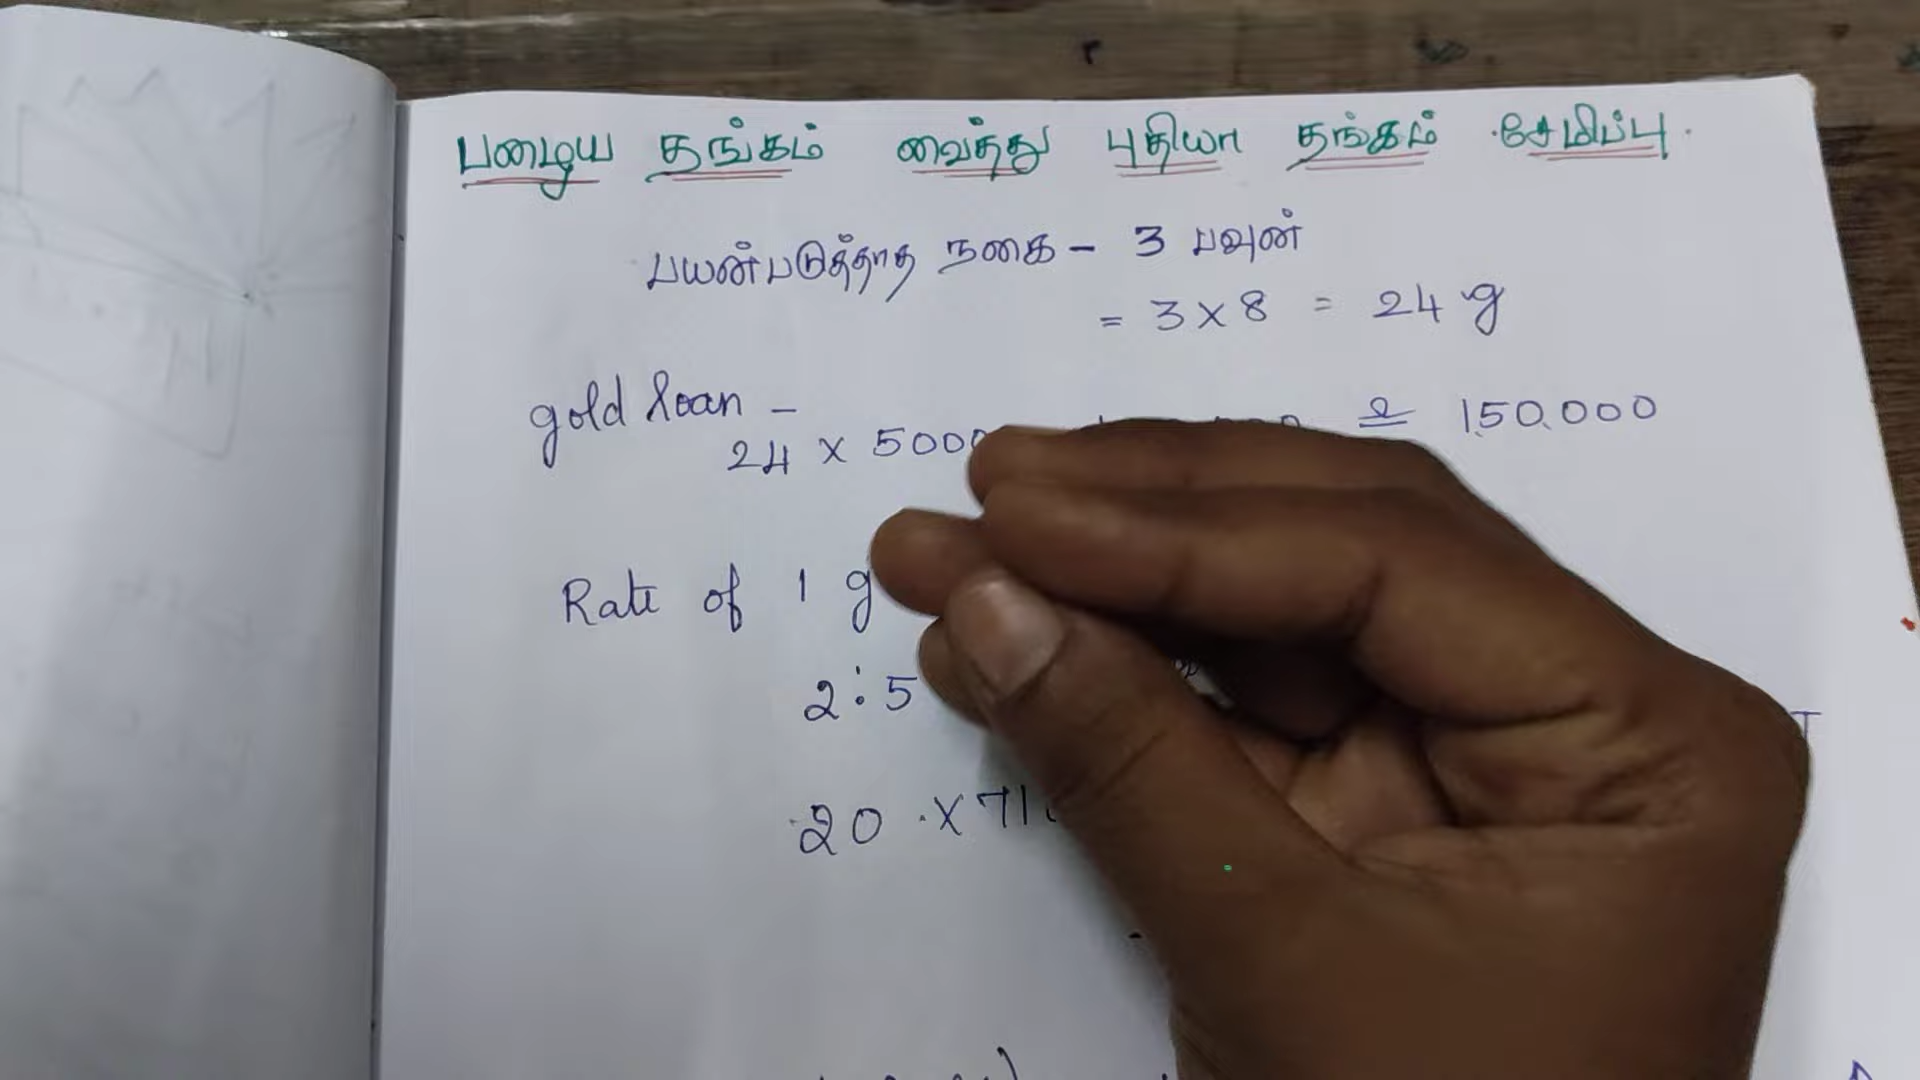 பழைய தங்கம் வைத்து புதியா தங்கம் சேமிப்பு.
பயன்படுத்தாத நகை - 3 பவுன்
= 3 x 8 = 24 g
gold loan -
24 x 5000 = 150,000
Rate of 1 g
2:5
20 x 71